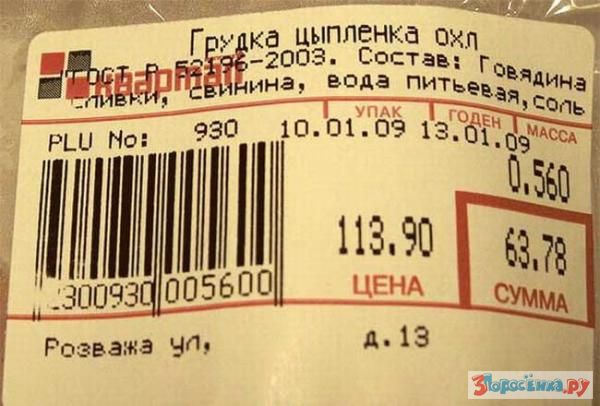 Грудка цыпленка охл
ГОСТ Р 52196-2003. Состав: Говядина
Квартал
сливки, свинина, вода питьевая,соль
УПАК ГОДЕН МАССА
PLU No: 930 10.01.09 13.01.09
0.560
113.90 63.78
ЦЕНА СУММА
2300930 005600
Розважа ул, д.13
3Поросёнка.ру